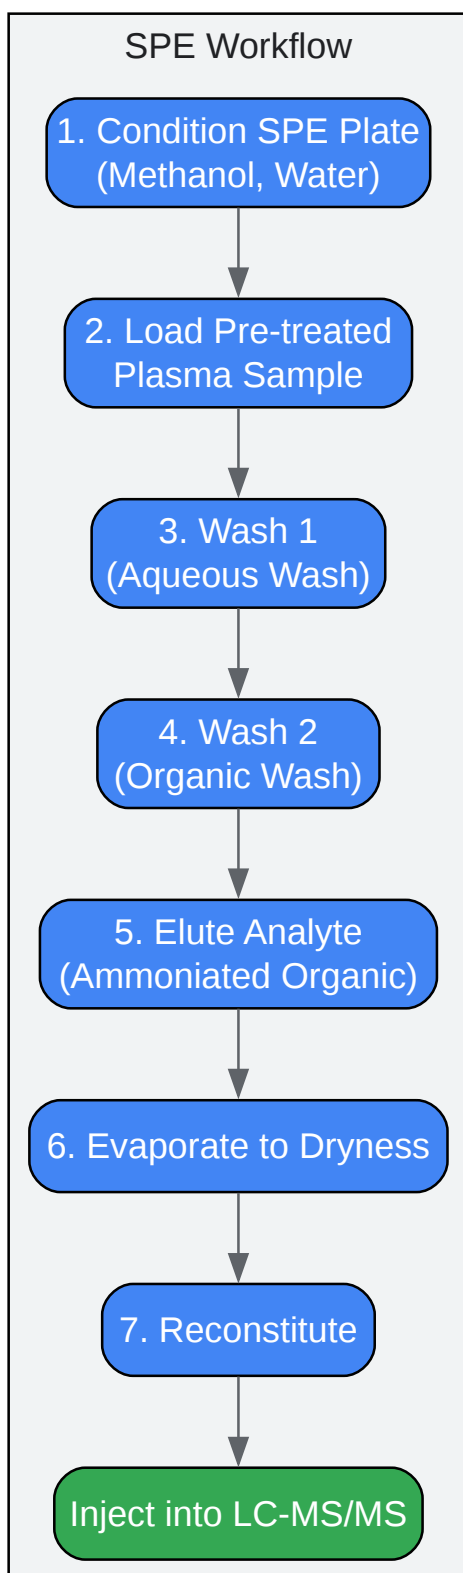 SPE Workflow
1. Condition SPE Plate
(Methanol, Water)
2. Load Pre-treated
Plasma Sample
3. Wash 1
(Aqueous Wash)
4. Wash 2
(Organic Wash)
5. Elute Analyte
(Ammoniated Organic)
6. Evaporate to Dryness
7. Reconstitute
Inject into LC-MS/MS